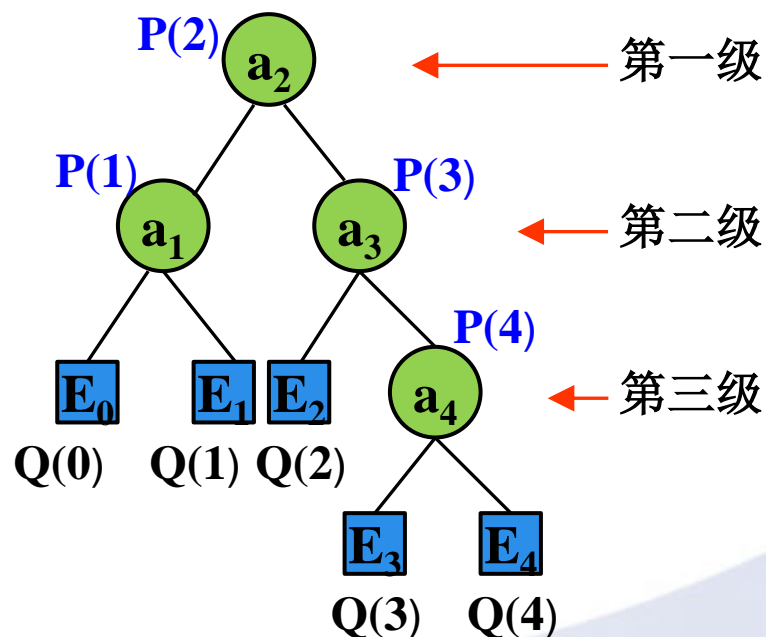 P(2) a₂ 第一级
P(1) P(3)
a₁ a₃ 第二级
P(4)
E₀ E₁ E₂ a₄ 第三级
Q(0) Q(1) Q(2)
E₃ E₄
Q(3) Q(4)